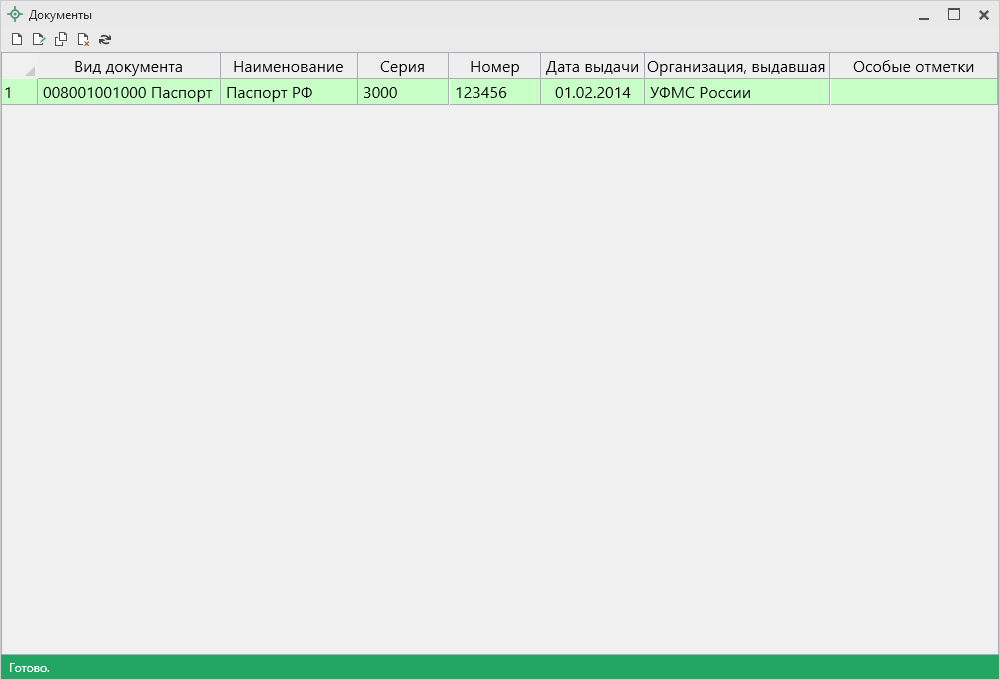 Документы
Вид документа Наименование Серия Номер Дата выдачи Организация, выдавшая Особые отметки
1 008001001000 Паспорт Паспорт РФ 3000 123456 01.02.2014 УФМС России
Готово.